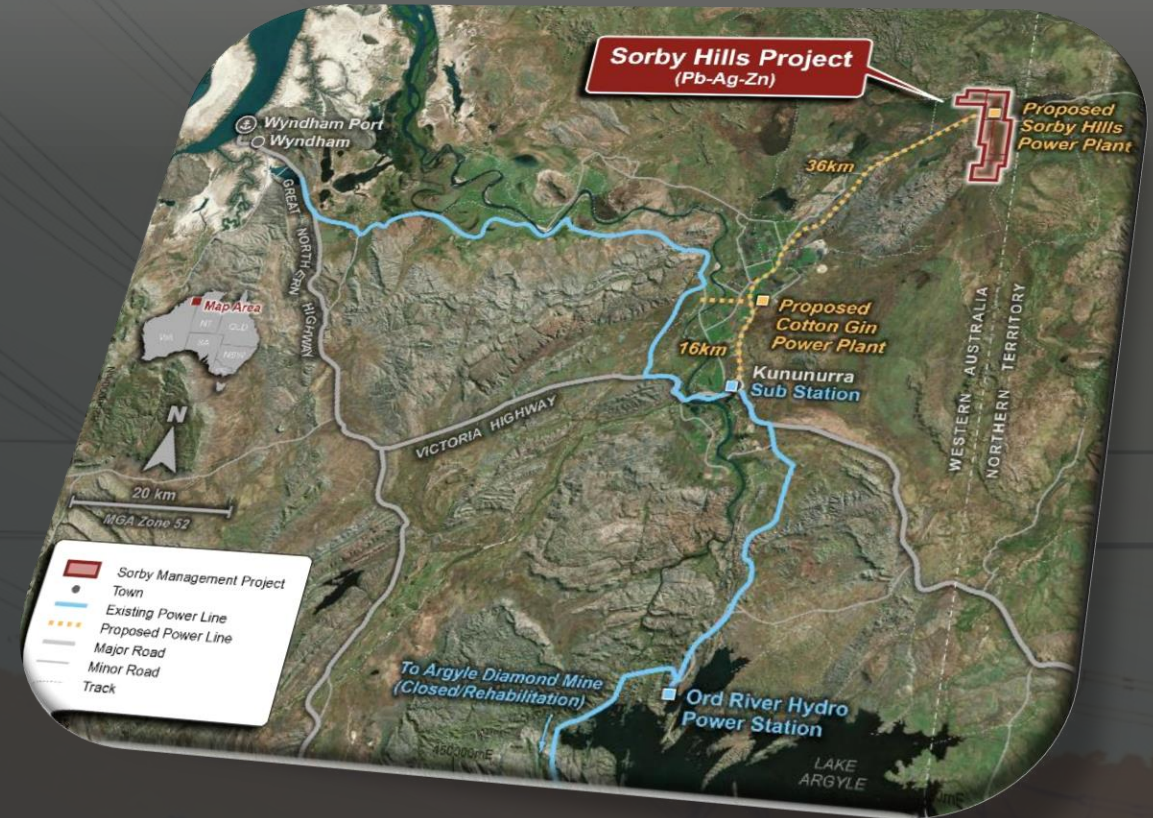 Sorby Hills Project
(Pb-Ag-Zn)
Proposed
Sorby Hills
Power Plant
Wyndham Port
Wyndham
36km
GREAT NORTHERN HIGHWAY
Map Area
WA
NT
QLD
SA
NSW
Proposed
Cotton Gin
Power Plant
16km
Kununurra
Sub Station
WESTERN AUSTRALIA
NORTHERN TERRITORY
VICTORIA HIGHWAY
N
20 km
MGA Zone 52
Sorby Management Project
Town
Existing Power Line
Proposed Power Line
Major Road
Minor Road
Track
To Argyle Diamond Mine
(Closed/Rehabilitation)
Ord River Hydro
Power Station
450000mE
LAKE
ARGYLE